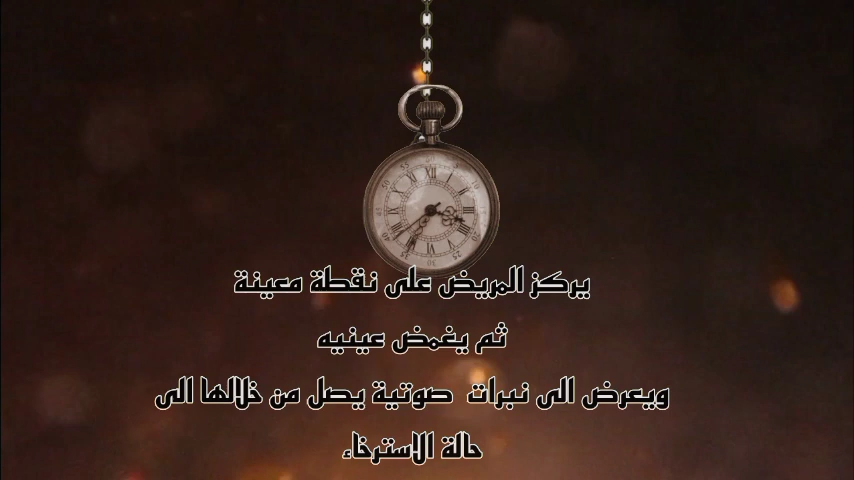 يركز المريض على نقطة معينة
ثم يغمض عينيه
ويعرض الى نبرات صوتية يصل من خلالها الى
حالة الاسترخاء